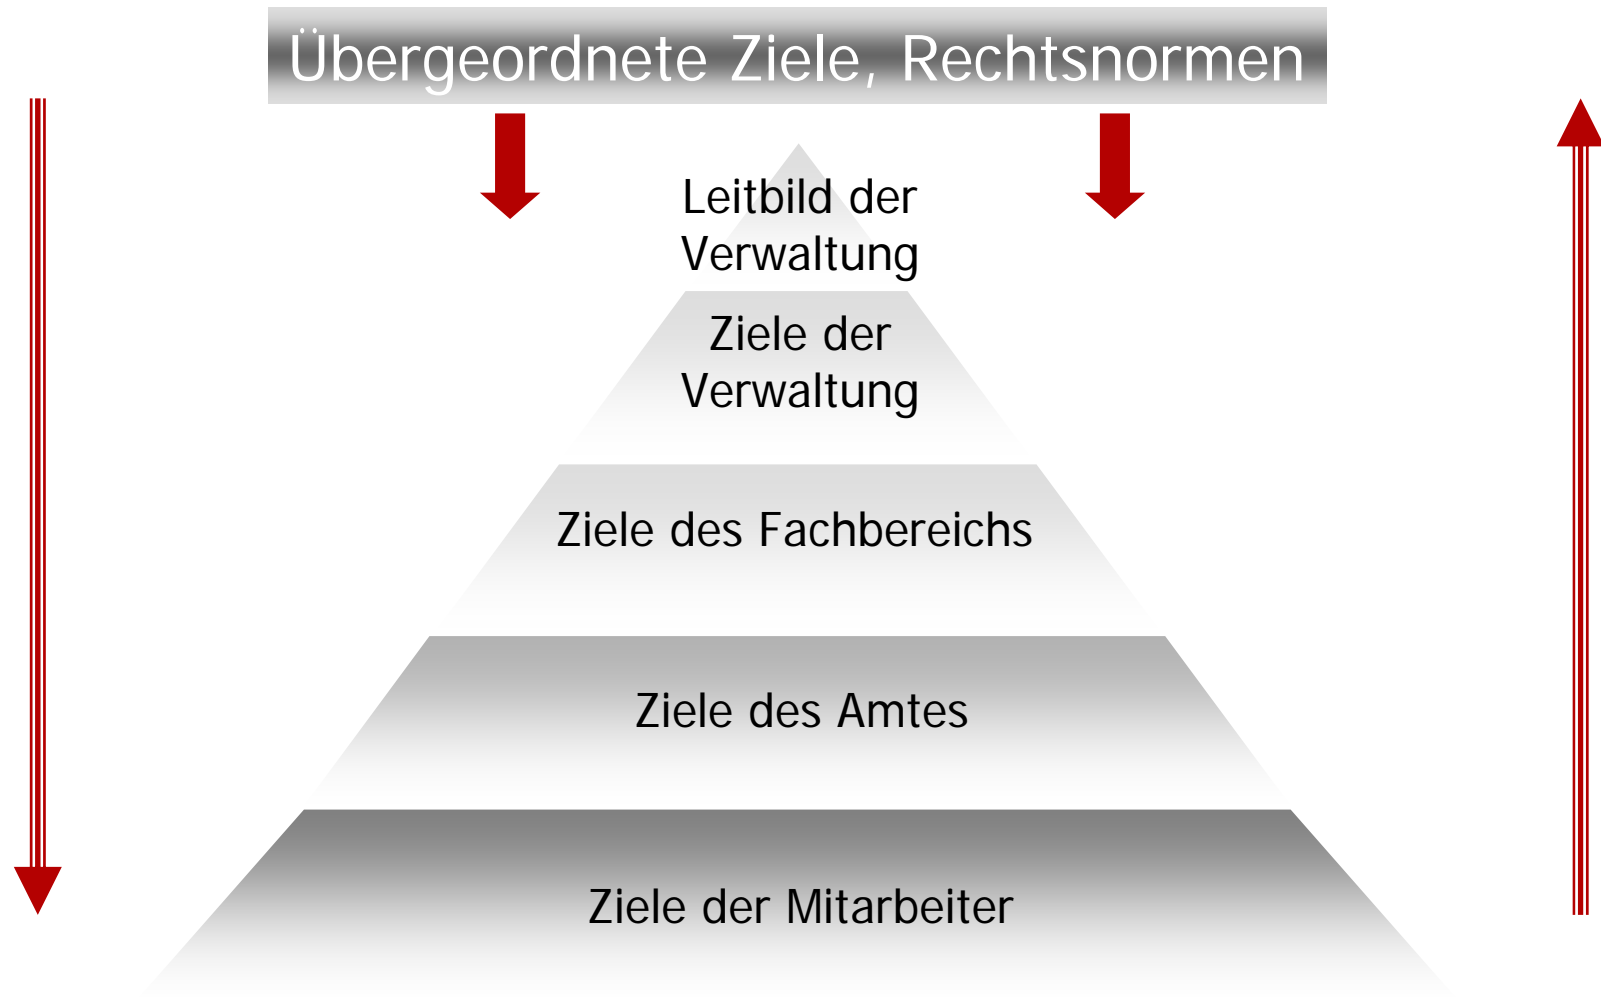 Übergeordnete Ziele, Rechtsnormen
Leitbild der
Verwaltung
Ziele der
Verwaltung
Ziele des Fachbereichs
Ziele des Amtes
Ziele der Mitarbeiter